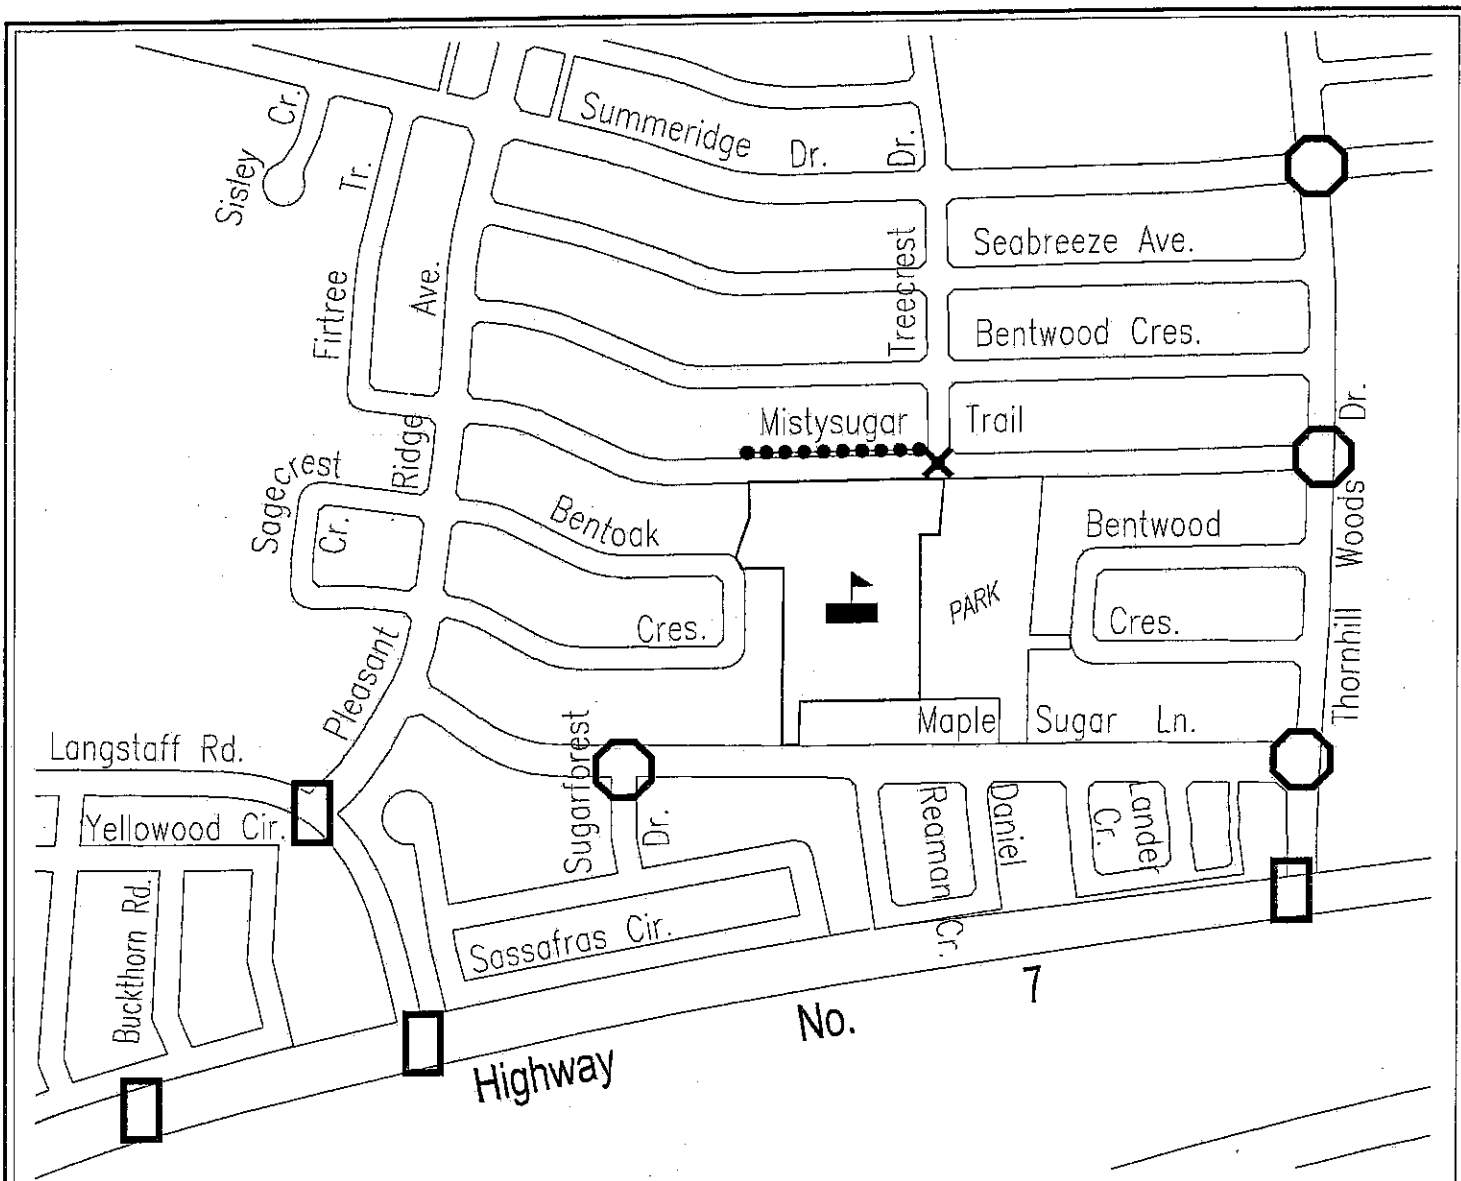 Sisley Cr.
Summeridge Dr.
Firtree Tr.
Treecrest Dr.
Seabreeze Ave.
Bentwood Cres.
Mistysugar Trail
Sagecrest Cr.
Pleasant Ridge Ave.
Bentoak Cres.
Bentwood Cres.
PARK
Thornhill Woods Dr.
Maple Sugar Ln.
Langstaff Rd.
Yellowood Cir.
Sugarforest Dr.
Reaman Cr.
Daniel
Lander Cr.
Buckthorn Rd.
Sassafras Cir.
Highway No. 7